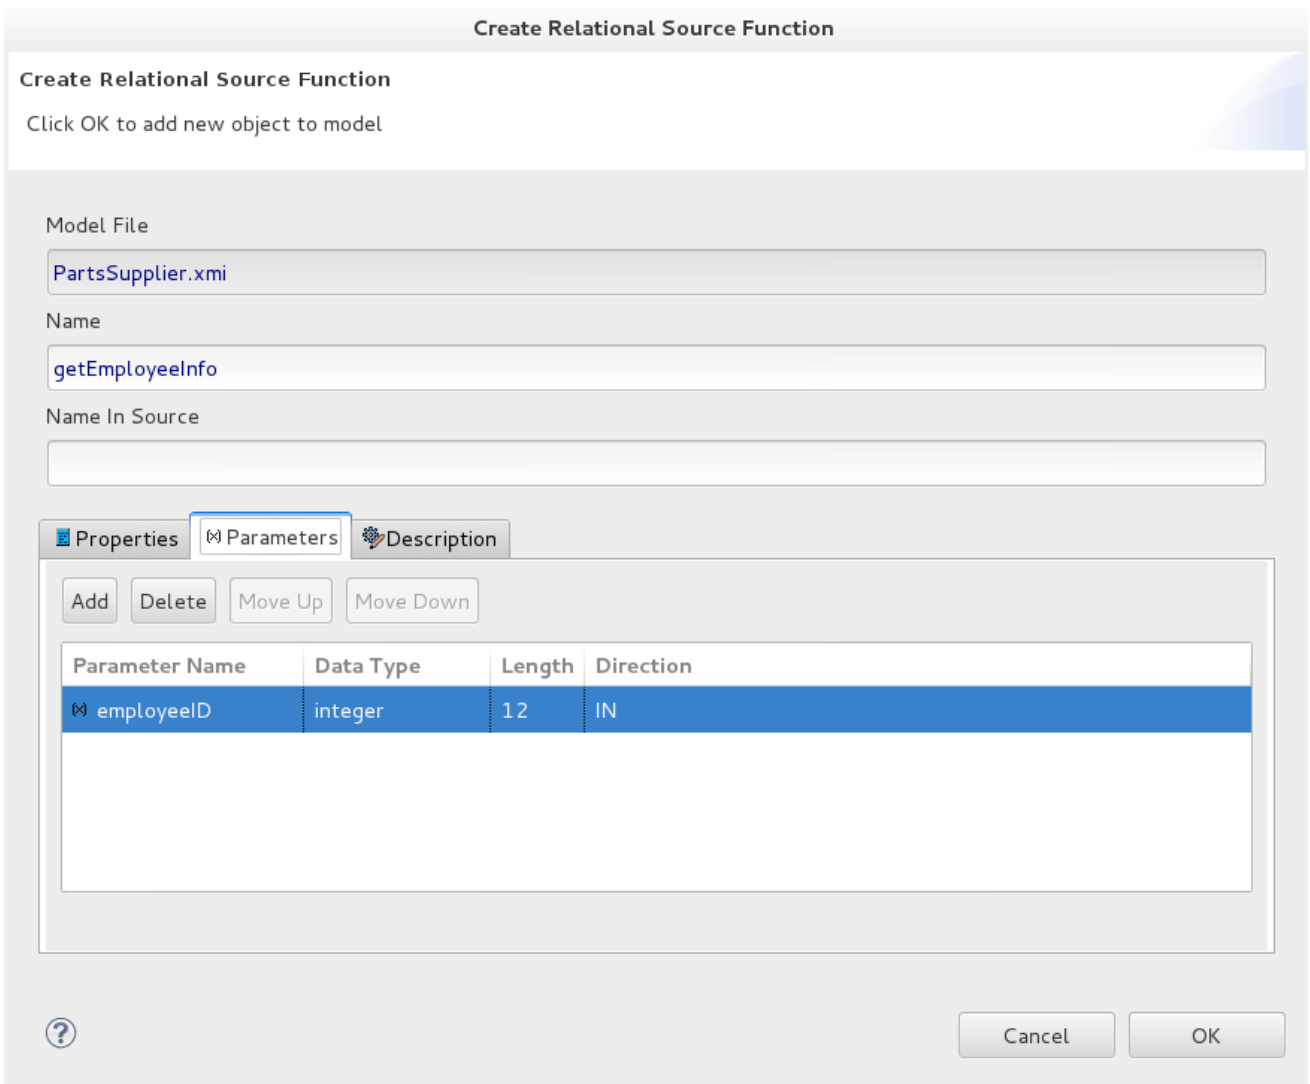 Create Relational Source Function
Create Relational Source Function
Click OK to add new object to model
Model File
PartsSupplier.xmi
Name
getEmployeeInfo
Name In Source
Properties (x) Parameters Description
Add Delete Move Up Move Down
Parameter Name Data Type Length Direction
(x) employeeID integer 12 IN
? Cancel OK